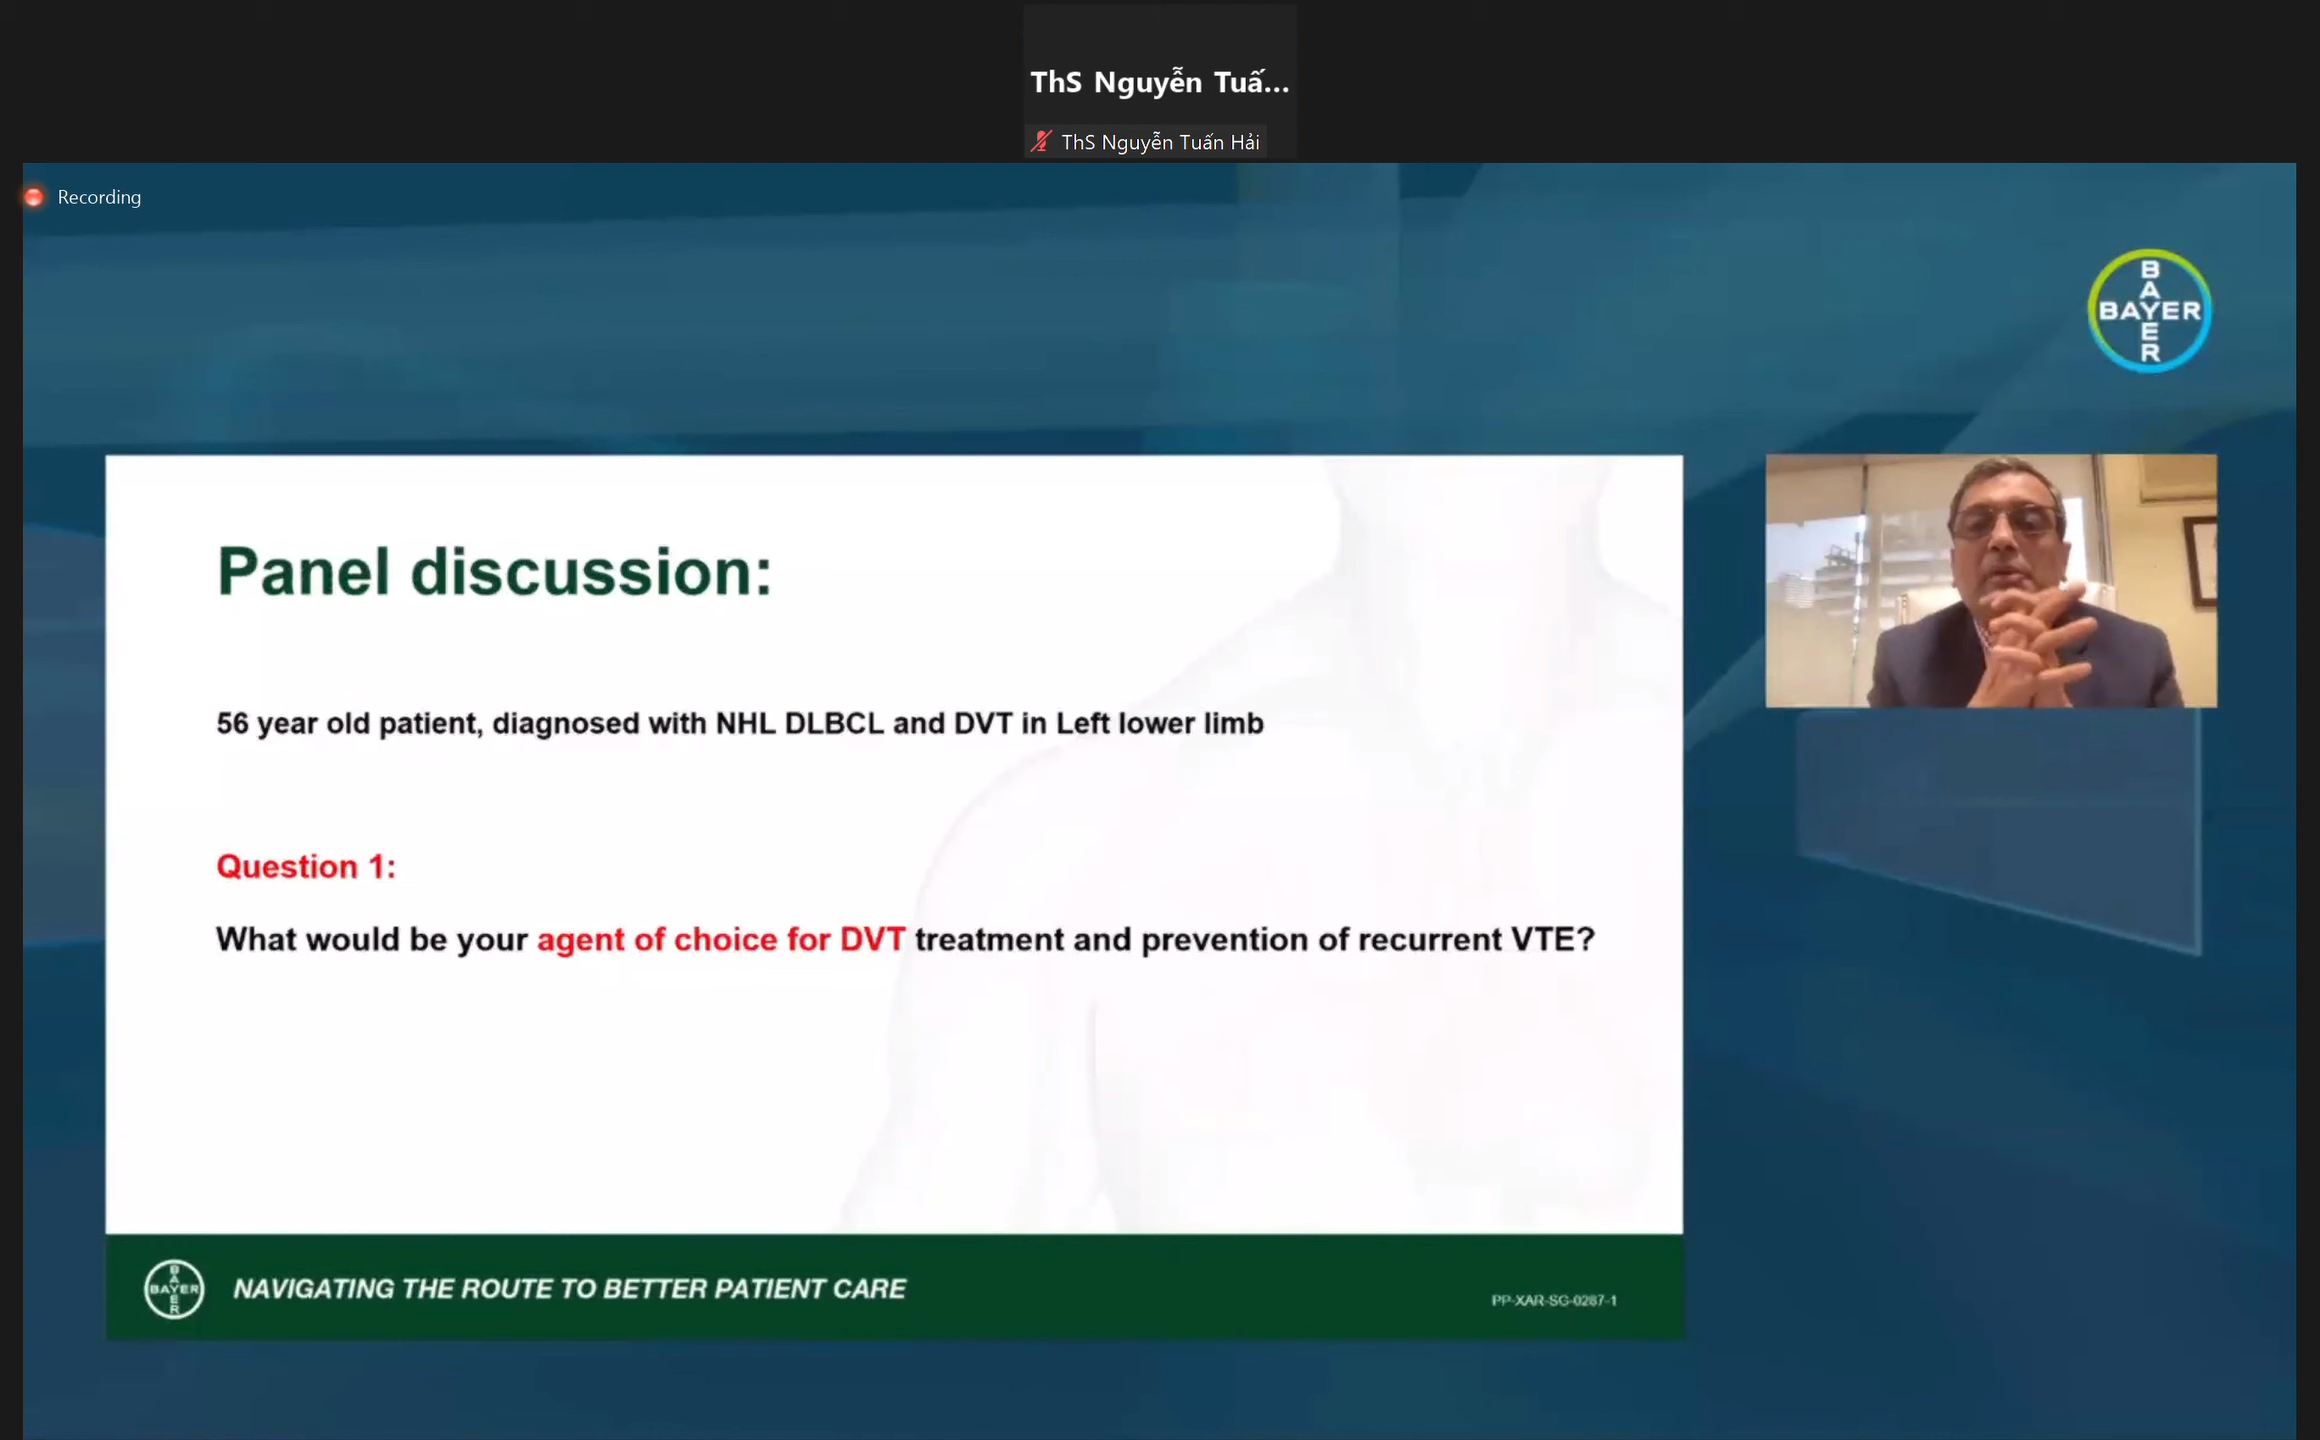 ThS Nguyễn Tuấ...
ThS Nguyễn Tuấn Hải
Recording
BAYER
BAYER
Panel discussion:
56 year old patient, diagnosed with NHL DLBCL and DVT in Left lower limb
Question 1:
What would be your agent of choice for DVT treatment and prevention of recurrent VTE?
BAYER
BAYER
NAVIGATING THE ROUTE TO BETTER PATIENT CARE
PP-XAR-SG-0287-1